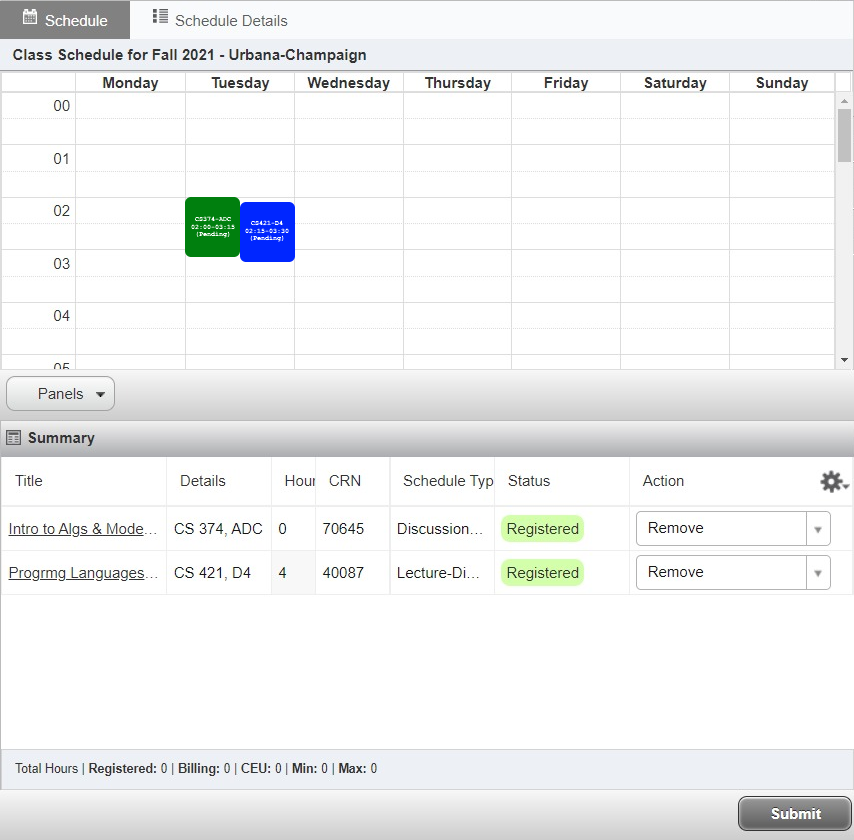 Schedule
Schedule Details
Class Schedule for Fall 2021 - Urbana-Champaign
Monday Tuesday Wednesday Thursday Friday Saturday Sunday
00
01
02
CS374-ADC
02:00-03:15
(Pending)
CS421-D4
02:15-03:30
(Pending)
03
04
05
Panels
Summary
Title Details Hour CRN Schedule Typ Status Action
Intro to Algs & Mode… CS 374, ADC 0 70645 Discussion… Registered Remove
Progrmg Languages… CS 421, D4 4 40087 Lecture-Di… Registered Remove
Total Hours | Registered: 0 | Billing: 0 | CEU: 0 | Min: 0 | Max: 0
Submit